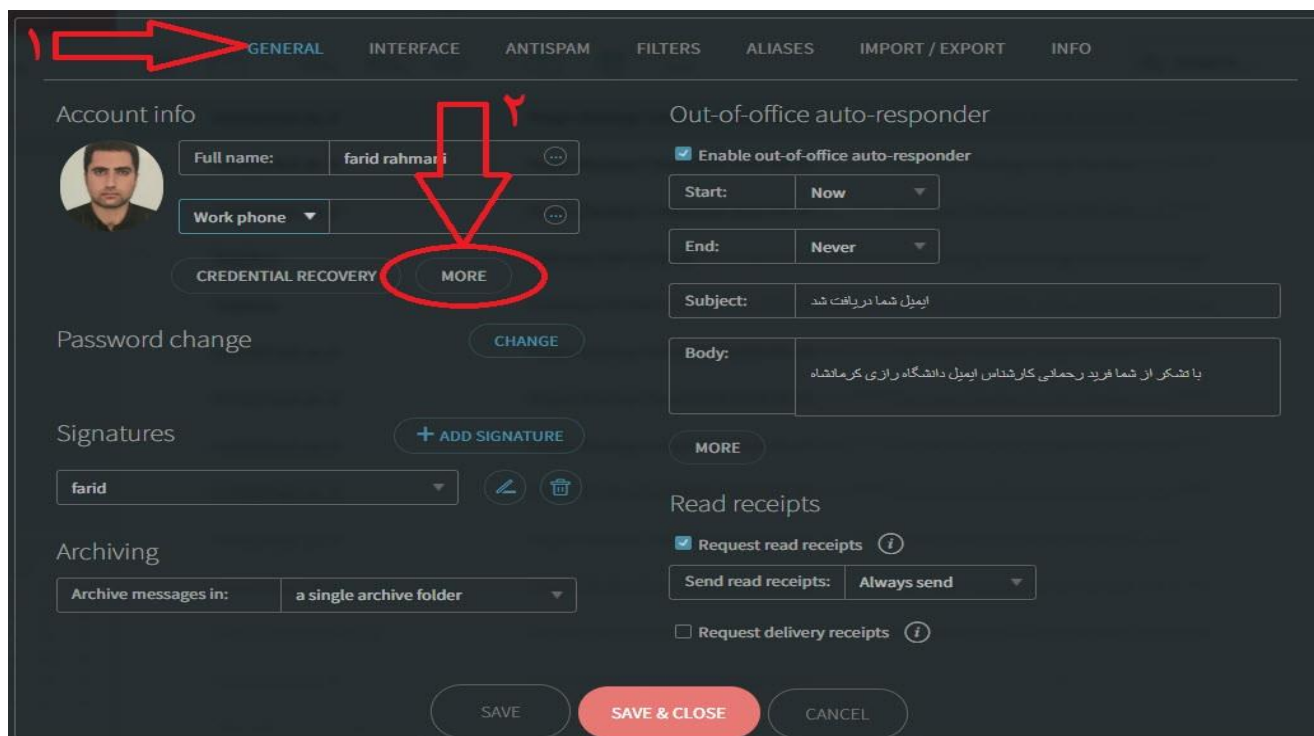 ۱
GENERAL INTERFACE ANTISPAM FILTERS ALIASES IMPORT / EXPORT INFO
Account info
۲
Full name: farid rahmani
Work phone
CREDENTIAL RECOVERY MORE
Password change CHANGE
Signatures + ADD SIGNATURE
farid
Archiving
Archive messages in: a single archive folder
Out-of-office auto-responder
Enable out-of-office auto-responder
Start: Now
End: Never
Subject: ایمیل شما دریافت شد
Body:
با تشکر از شما فرید رحمانی کارشناس ایمیل دانشگاه رازی کرمانشاه
MORE
Read receipts
Request read receipts i
Send read receipts: Always send
Request delivery receipts i
SAVE SAVE & CLOSE CANCEL